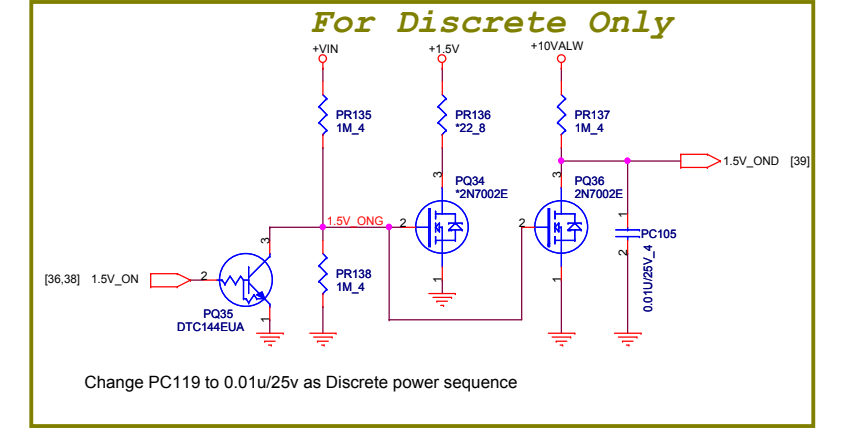 For Discrete Only
+VIN
+1.5V
+10VALW
PR135
1M_4
PR136
*22_8
PR137
1M_4
1.5V_OND [39]
3
PQ34
*2N7002E
3
PQ36
2N7002E
1.5V_ONG
2
2
1
PC105
2
0.01U/25V_4
3
[36,38] 1.5V_ON
2
PR138
1M_4
1
1
PQ35
DTC144EUA
1
Change PC119 to 0.01u/25v as Discrete power sequence